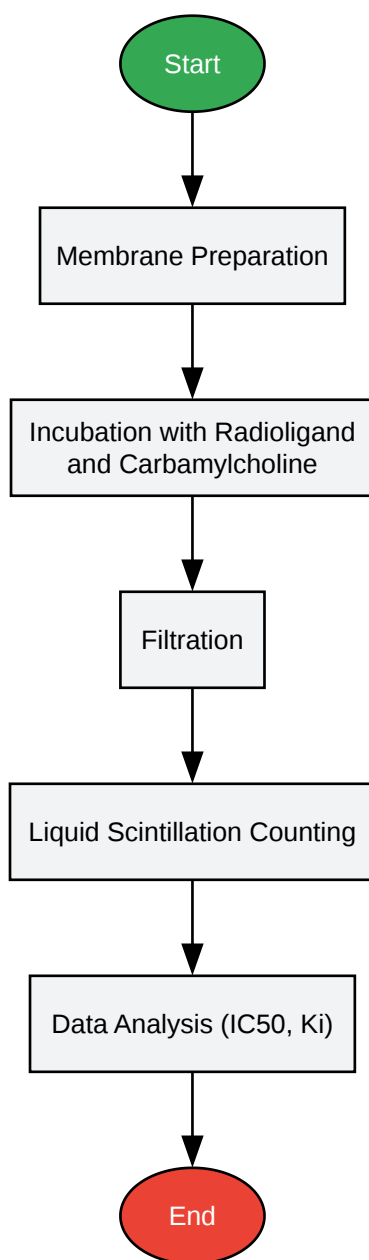 Start
Membrane Preparation
Incubation with Radioligand
and Carbamylcholine
Filtration
Liquid Scintillation Counting
Data Analysis (IC50, Ki)
End